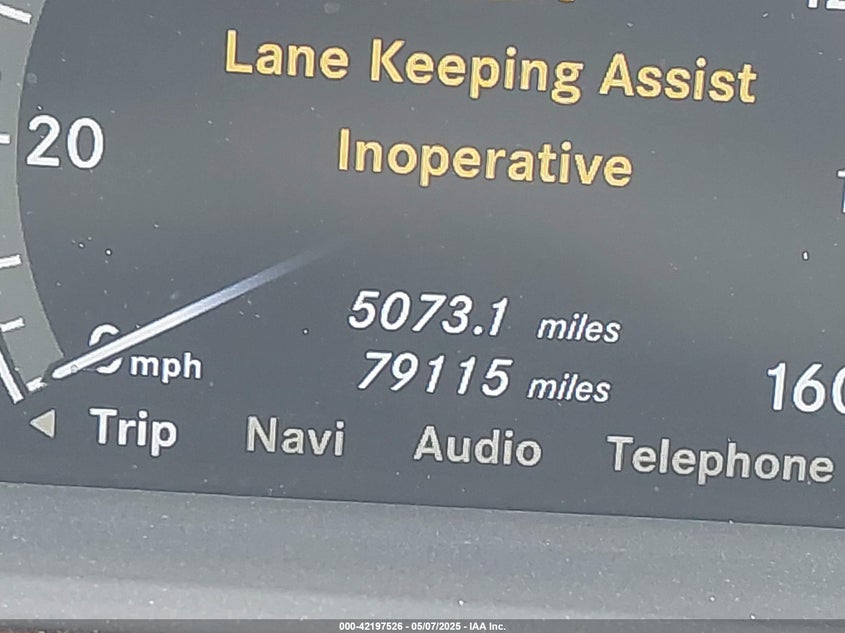 Lane Keeping Assist
Inoperative
20
5073.1 miles
0 mph
79115 miles
Trip Navi Audio Telephone
000-42197526 - 05/07/2025 - IAA Inc.